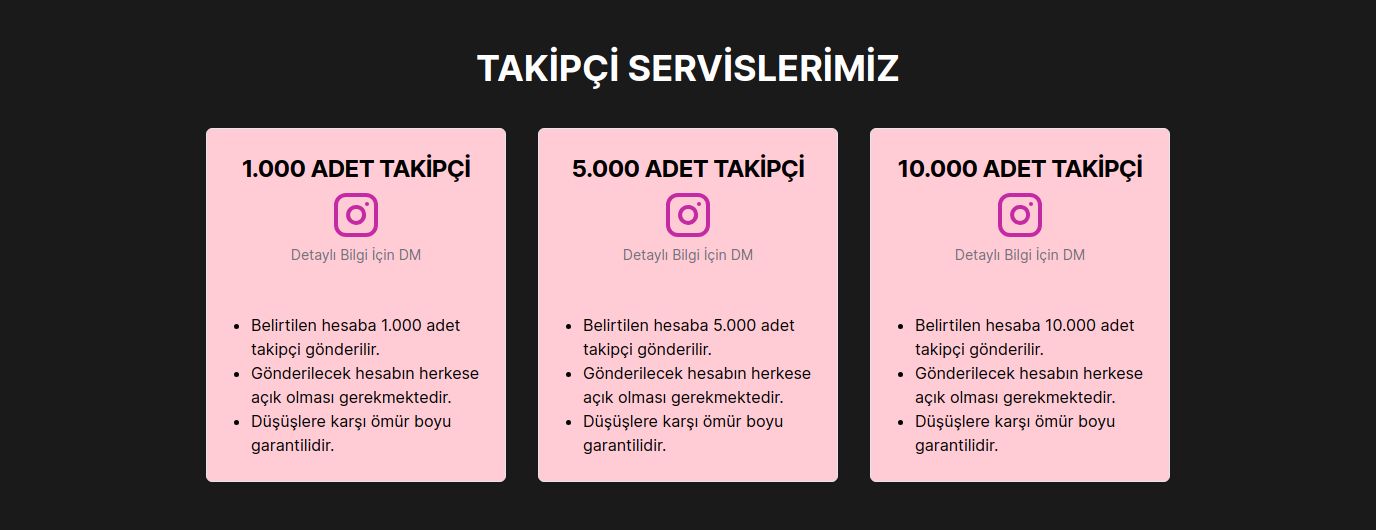 TAKİPÇİ SERVİSLERİMİZ
1.000 ADET TAKİPÇİ
Detaylı Bilgi İçin DM
• Belirtilen hesaba 1.000 adet
takipçi gönderilir.
• Gönderilecek hesabın herkese
açık olması gerekmektedir.
• Düşüşlere karşı ömür boyu
garantilidir.
5.000 ADET TAKİPÇİ
Detaylı Bilgi İçin DM
• Belirtilen hesaba 5.000 adet
takipçi gönderilir.
• Gönderilecek hesabın herkese
açık olması gerekmektedir.
• Düşüşlere karşı ömür boyu
garantilidir.
10.000 ADET TAKİPÇİ
Detaylı Bilgi İçin DM
• Belirtilen hesaba 10.000 adet
takipçi gönderilir.
• Gönderilecek hesabın herkese
açık olması gerekmektedir.
• Düşüşlere karşı ömür boyu
garantilidir.